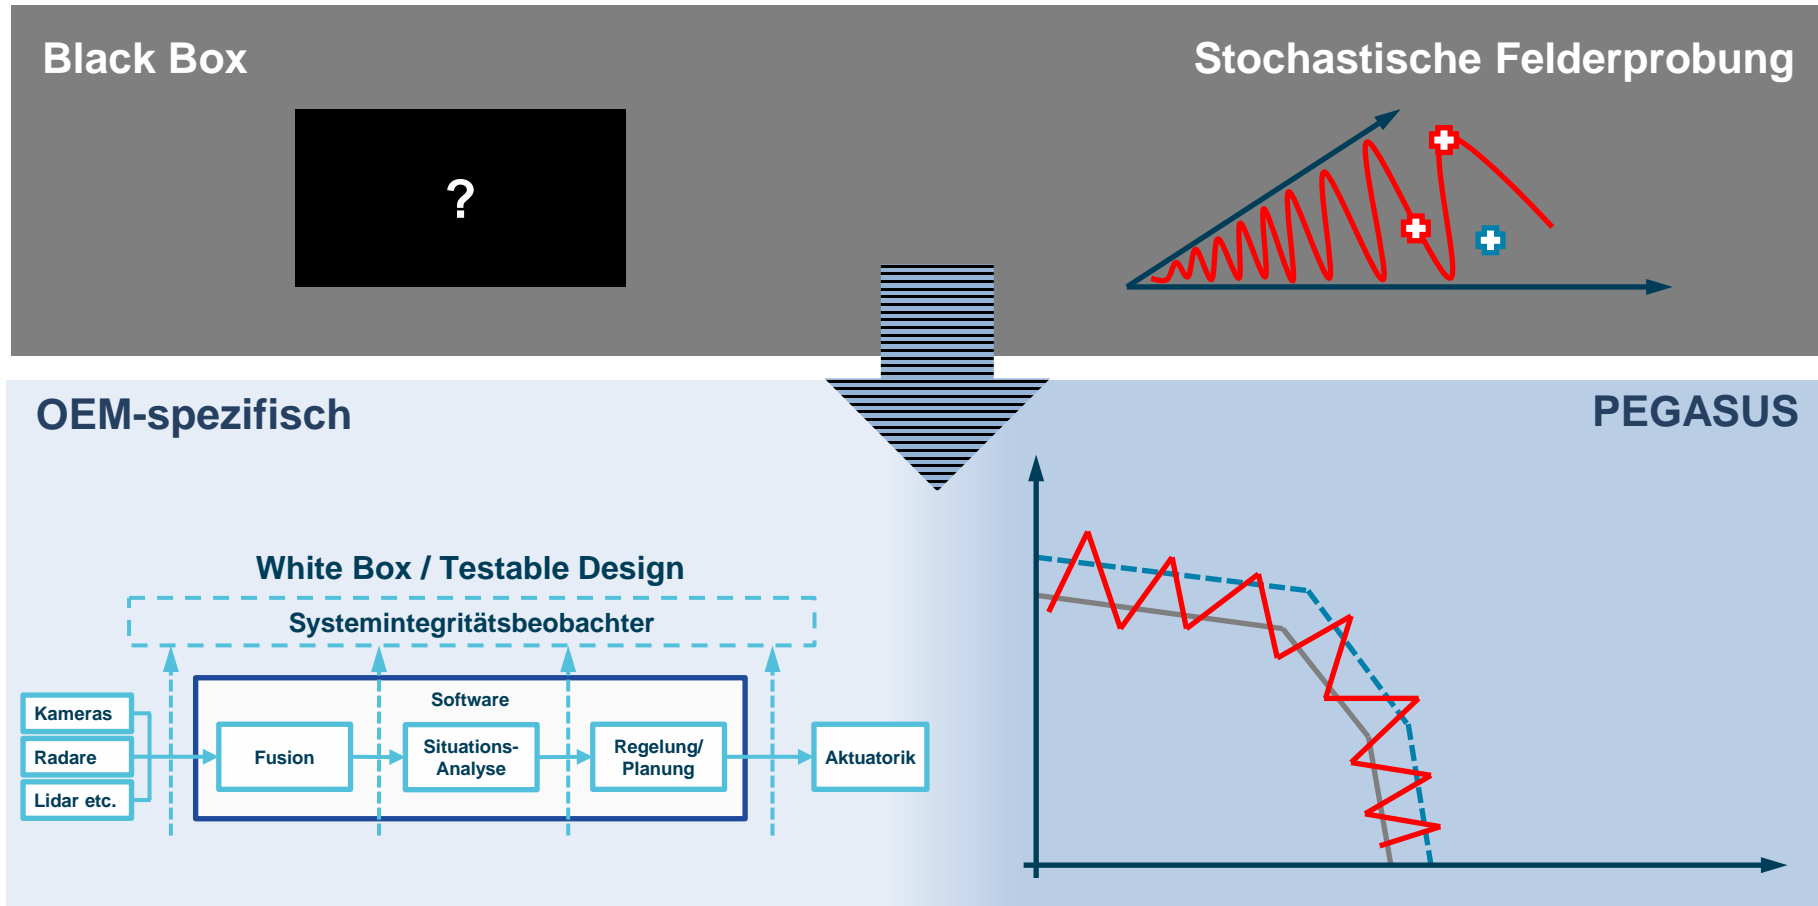 Black Box
Stochastische Felderprobung
?
OEM-spezifisch
PEGASUS
White Box / Testable Design
Systemintegritätsbeobachter
Software
Kameras
Radare
Lidar etc.
Fusion
Situations-
Analyse
Regelung/
Planung
Aktuatorik